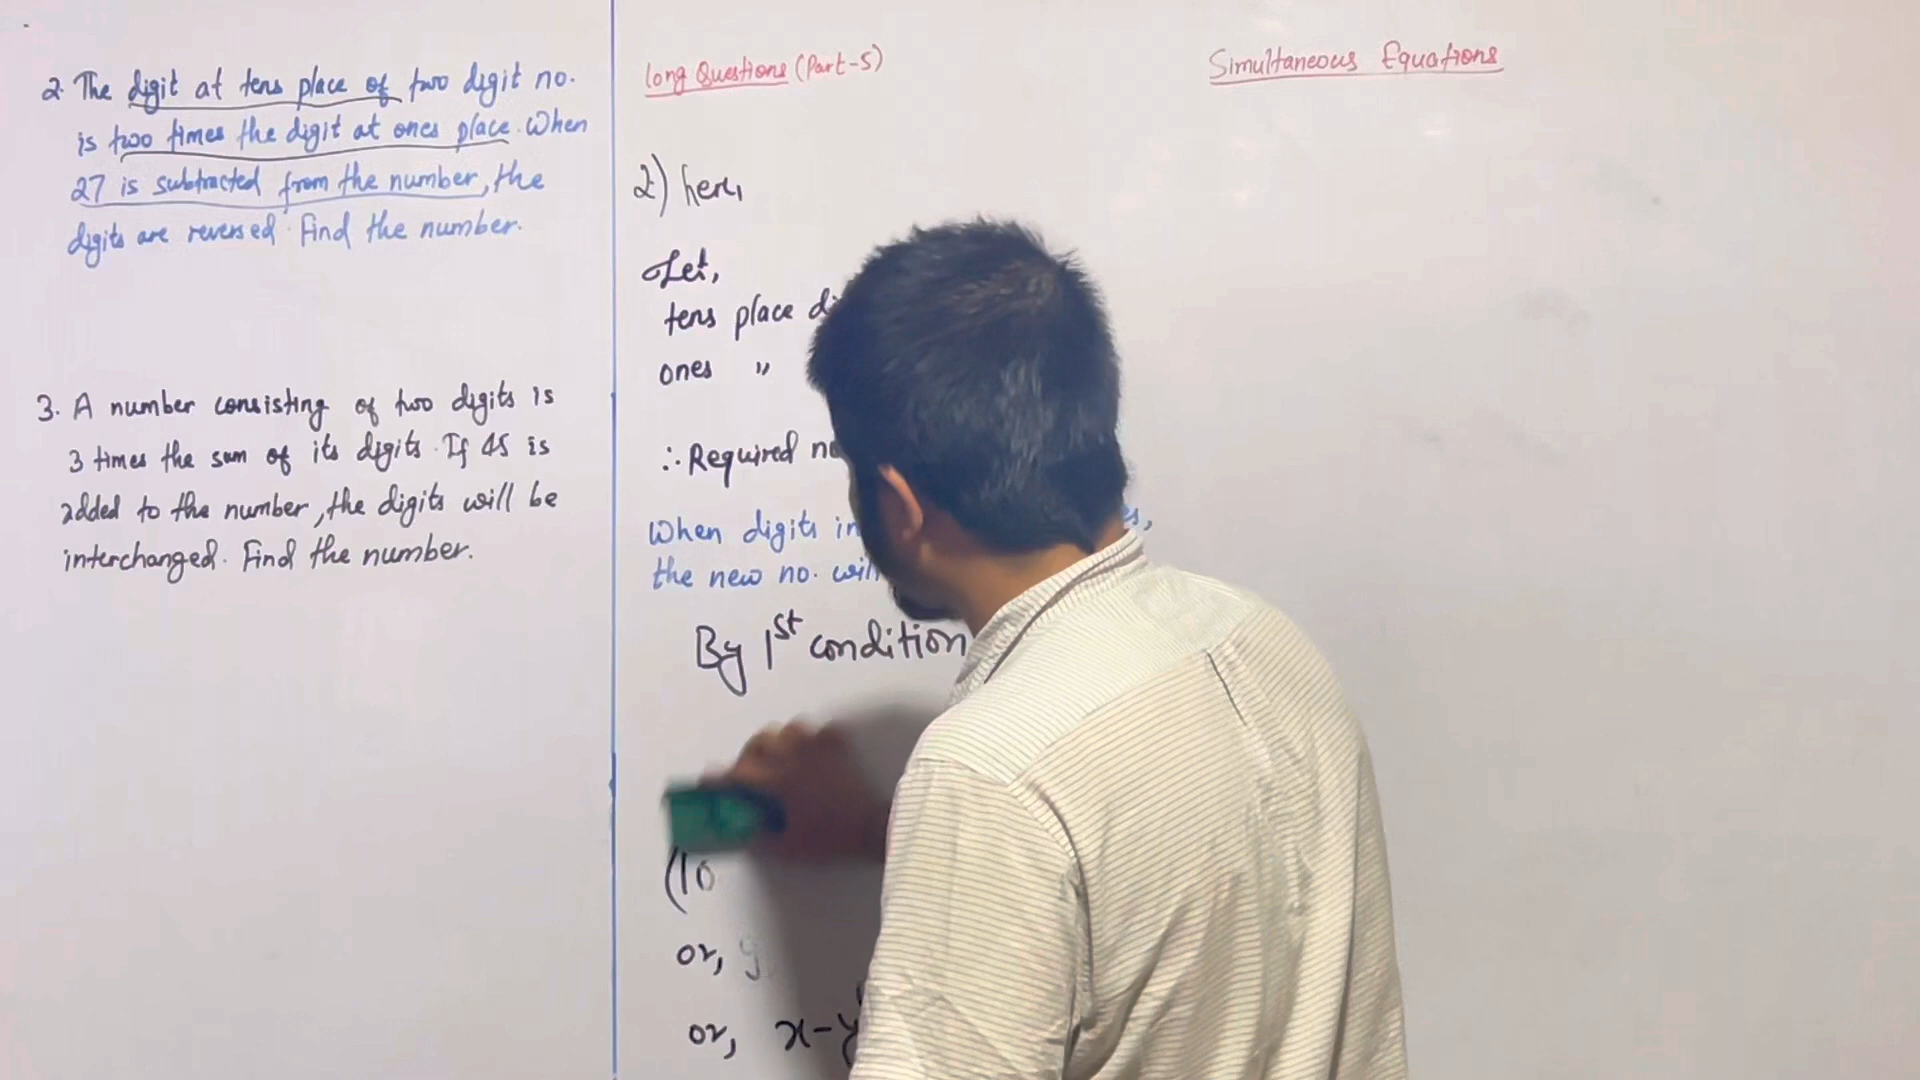 2. The digit at tens place of two digit no.
is two times the digit at ones place. When
27 is subtracted from the number, the
digits are reversed. Find the number.
3. A number consisting of two digits is
3 times the sum of its digits. If 45 is
added to the number, the digits will be
interchanged. Find the number.
Long Questions (Part-5)
Simultaneous Equations
2) here,
Let,
tens place
ones "
∴ Required
When digits
the new no. will
By 1st condition
(10
or, 9
or, x-y